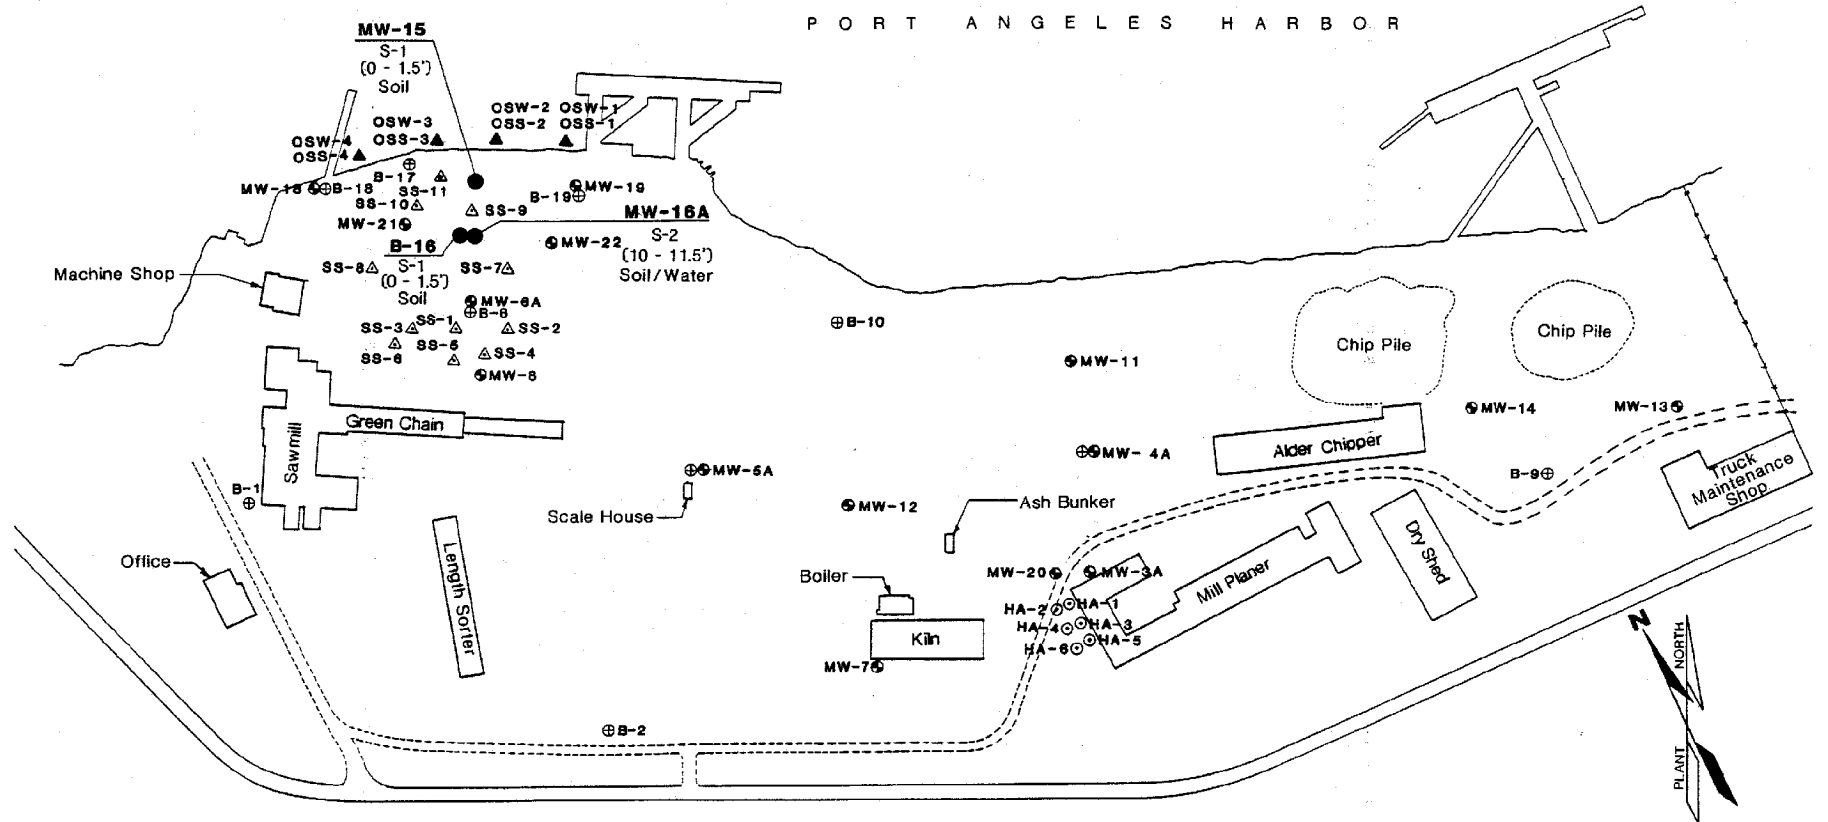 PORT ANGELES HARBOR
MW-15
S-1
(0 - 1.5')
Soil
OSW-2
OSS-2
OSW-1
OSS-1
OSW-3
OSS-3
OSW-4
OSS-4
B-17
MW-18
B-18
SS-11
SS-10
MW-19
B-19
SS-9
MW-21
MW-16A
S-2
(10 - 11.5')
Soil/Water
B-16
S-1
(0 - 1.5')
Soil
MW-22
SS-8
SS-7
Machine Shop
MW-6A
B-6
SS-3
SS-1
SS-2
SS-6
SS-5
SS-4
MW-8
B-10
MW-11
Chip Pile
Chip Pile
MW-14
MW-13
Green Chain
Sawmill
Alder Chipper
MW-4A
MW-5A
B-9
Truck
Maintenance
Shop
B-1
Scale House
MW-12
Ash Bunker
Office
Length Sorter
Boiler
Kiln
MW-7
MW-20
MW-3A
HA-2
HA-1
HA-4
HA-3
HA-6
HA-5
Mill Planer
Dry Shed
B-2
N
PLANT NORTH